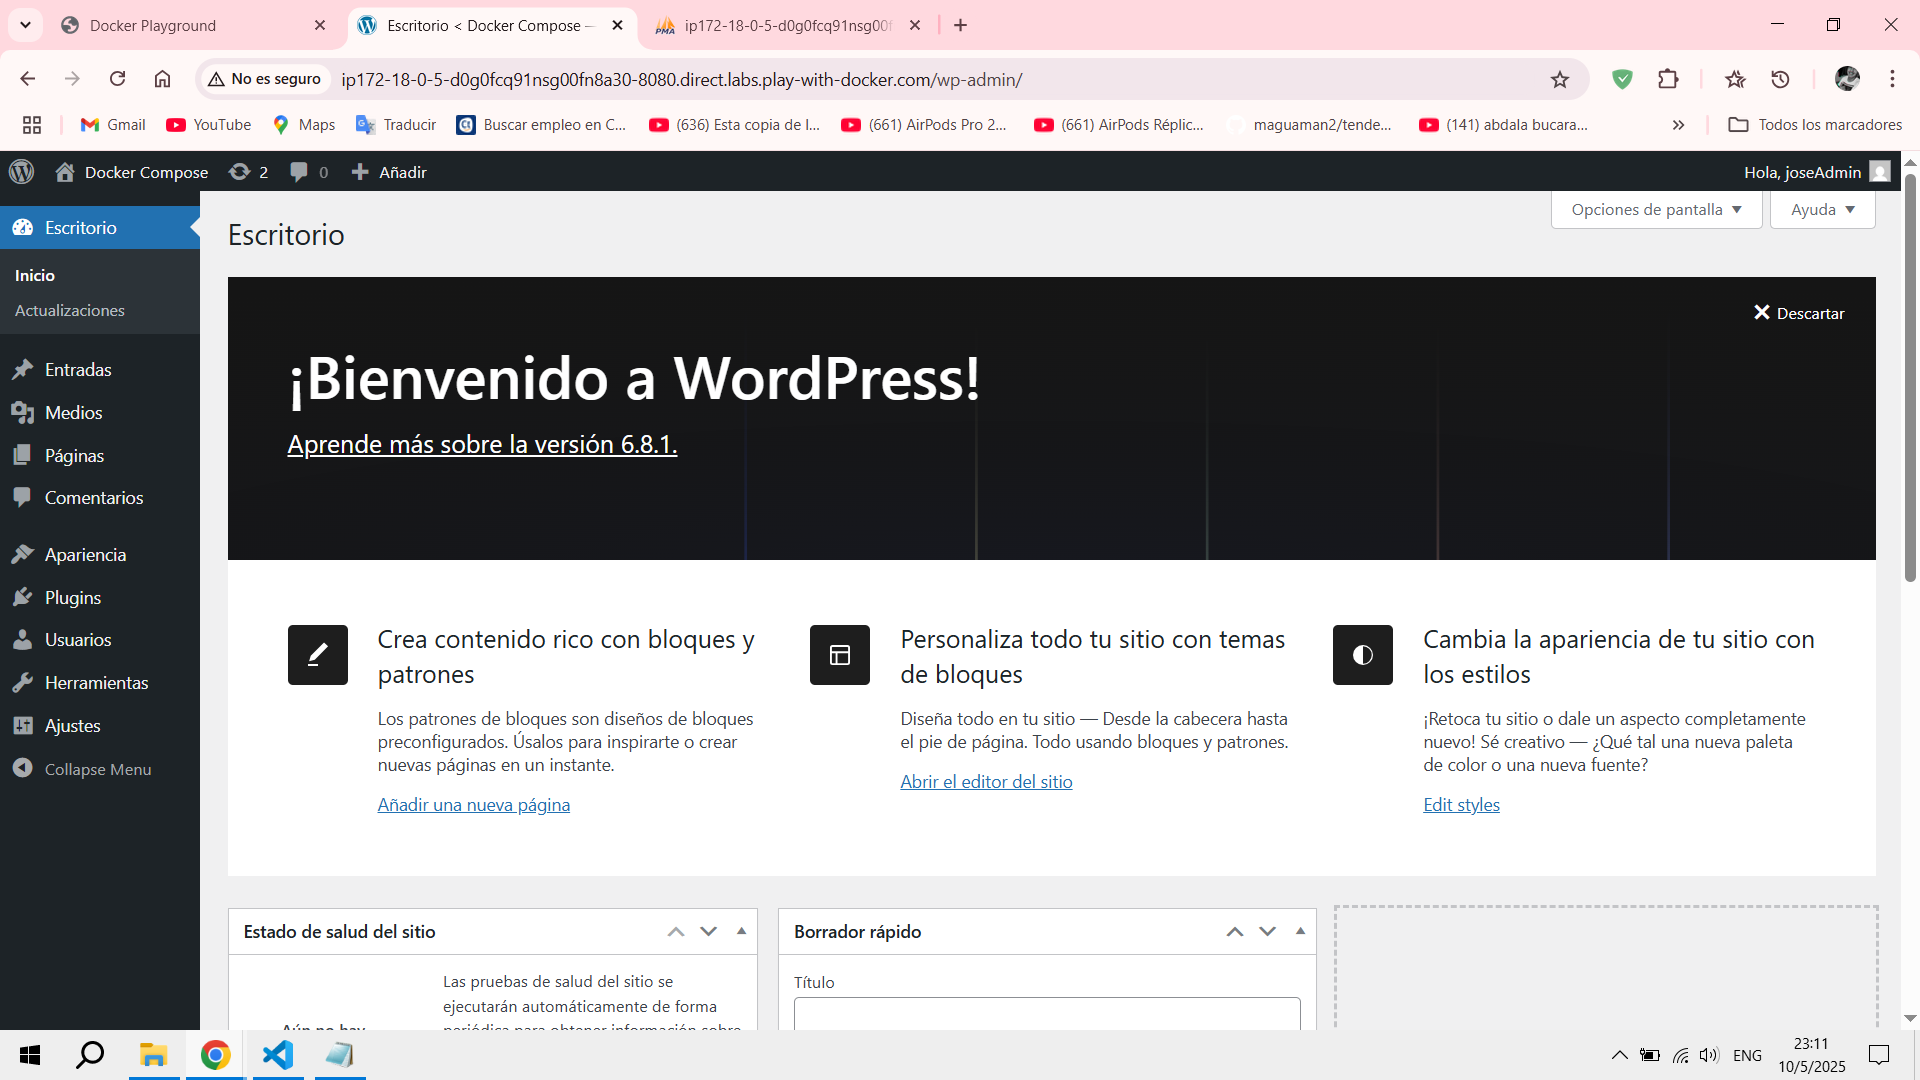 Docker Playground
Escritorio < Docker Compose —
PMA
ip172-18-0-5-d0g0fcq91nsg00f
No es seguro
ip172-18-0-5-d0g0fcq91nsg00fn8a30-8080.direct.labs.play-with-docker.com/wp-admin/
Gmail
YouTube
Maps
Traducir
Buscar empleo en C...
(636) Esta copia de l...
(661) AirPods Pro 2...
(661) AirPods Réplic...
maguaman2/tende...
(141) abdala bucara...
»
Todos los marcadores
Docker Compose
2
0
Añadir
Hola, joseAdmin
Escritorio
Inicio
Actualizaciones
Entradas
Medios
Páginas
Comentarios
Apariencia
Plugins
Usuarios
Herramientas
Ajustes
Collapse Menu
Opciones de pantalla
Ayuda
Escritorio
Descartar
¡Bienvenido a WordPress!
Aprende más sobre la versión 6.8.1.
Crea contenido rico con bloques y
patrones
Los patrones de bloques son diseños de bloques
preconfigurados. Úsalos para inspirarte o crear
nuevas páginas en un instante.
Añadir una nueva página
Personaliza todo tu sitio con temas
de bloques
Diseña todo en tu sitio — Desde la cabecera hasta
el pie de página. Todo usando bloques y patrones.
Abrir el editor del sitio
Cambia la apariencia de tu sitio con
los estilos
¡Retoca tu sitio o dale un aspecto completamente
nuevo! Sé creativo — ¿Qué tal una nueva paleta
de color o una nueva fuente?
Edit styles
Estado de salud del sitio
Las pruebas de salud del sitio se
ejecutarán automáticamente de forma
periódica para obtener información sobre
Aún no hay
Borrador rápido
Título
ENG
23:11
10/5/2025